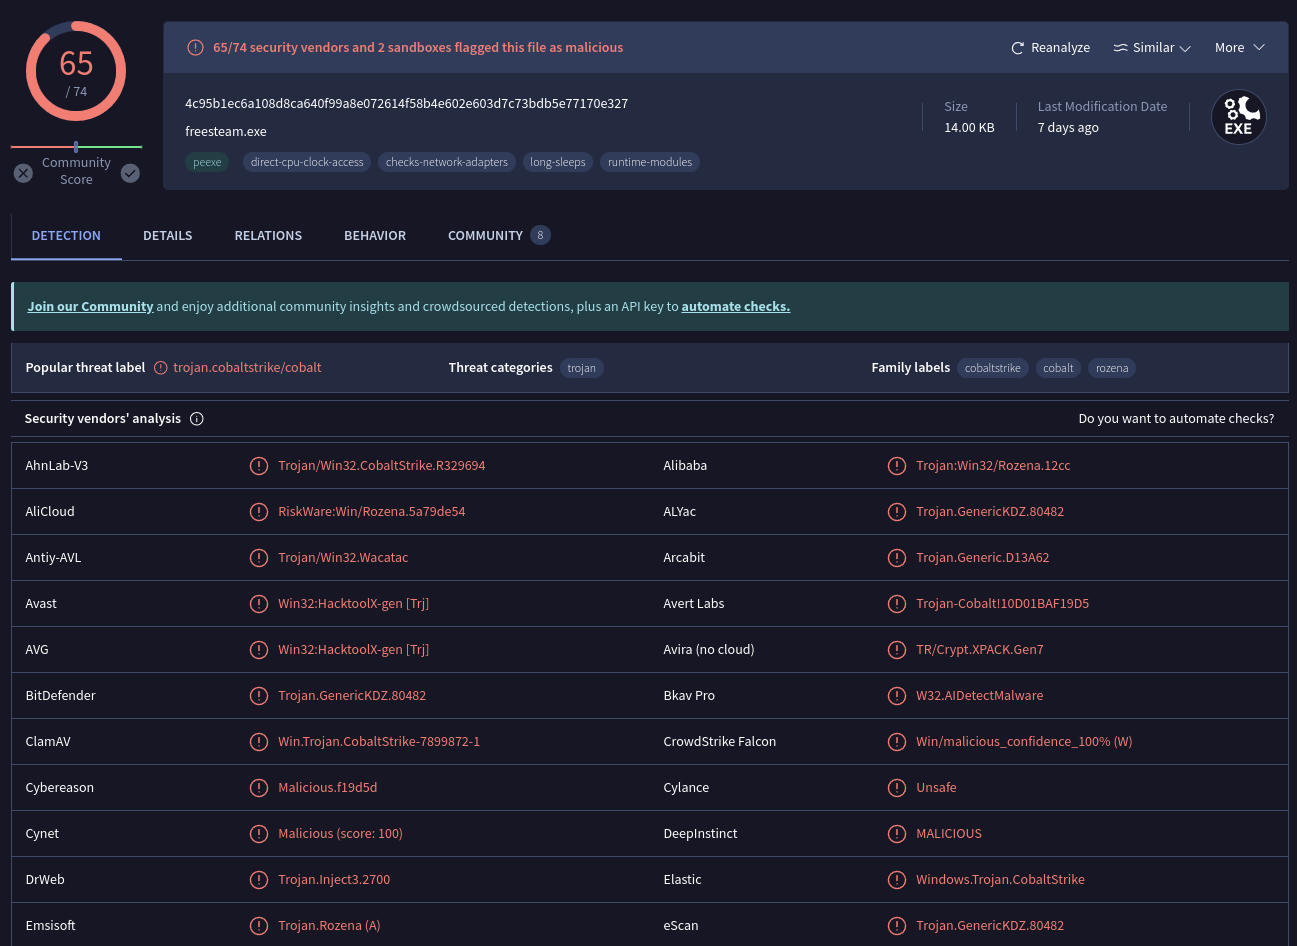 65
/ 74
Community
Score
65/74 security vendors and 2 sandboxes flagged this file as malicious
Reanalyze
Similar
More
4c95b1ec6a108d8ca640f99a8e072614f58b4e602e603d7c73bdb5e77170e327
freesteam.exe
Size
14.00 KB
Last Modification Date
7 days ago
EXE
peexe direct-cpu-clock-access checks-network-adapters long-sleeps runtime-modules
DETECTION DETAILS RELATIONS BEHAVIOR COMMUNITY 8
Join our Community and enjoy additional community insights and crowdsourced detections, plus an API key to automate checks.
Popular threat label trojan.cobaltstrike/cobalt Threat categories trojan Family labels cobaltstrike cobalt rozena
Security vendors' analysis Do you want to automate checks?
AhnLab-V3 Trojan/Win32.CobaltStrike.R329694 Alibaba Trojan:Win32/Rozena.12cc
AliCloud RiskWare:Win/Rozena.5a79de54 ALYac Trojan.GenericKDZ.80482
Antiy-AVL Trojan/Win32.Wacatac Arcabit Trojan.Generic.D13A62
Avast Win32:HacktoolX-gen [Trj] Avert Labs Trojan-Cobalt!10D01BAF19D5
AVG Win32:HacktoolX-gen [Trj] Avira (no cloud) TR/Crypt.XPACK.Gen7
BitDefender Trojan.GenericKDZ.80482 Bkav Pro W32.AIDetectMalware
ClamAV Win.Trojan.CobaltStrike-7899872-1 CrowdStrike Falcon Win/malicious_confidence_100% (W)
Cybereason Malicious.f19d5d Cylance Unsafe
Cynet Malicious (score: 100) DeepInstinct MALICIOUS
DrWeb Trojan.Inject3.2700 Elastic Windows.Trojan.CobaltStrike
Emsisoft Trojan.Rozena (A) eScan Trojan.GenericKDZ.80482